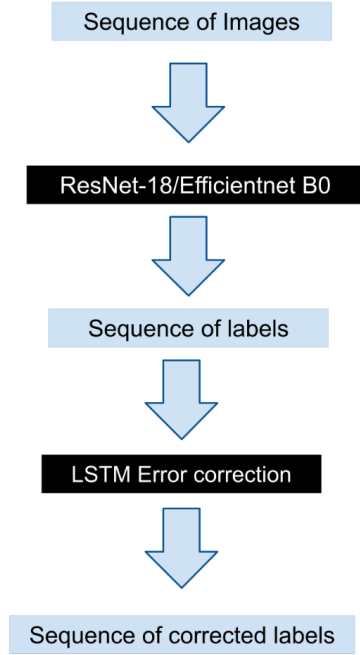 Sequence of Images
ResNet-18/Efficientnet B0
Sequence of labels
LSTM Error correction
Sequence of corrected labels